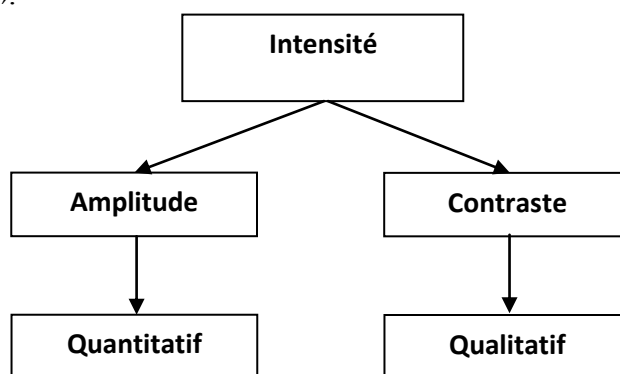 ).
Intensité
Amplitude
Contraste
Quantitatif
Qualitatif